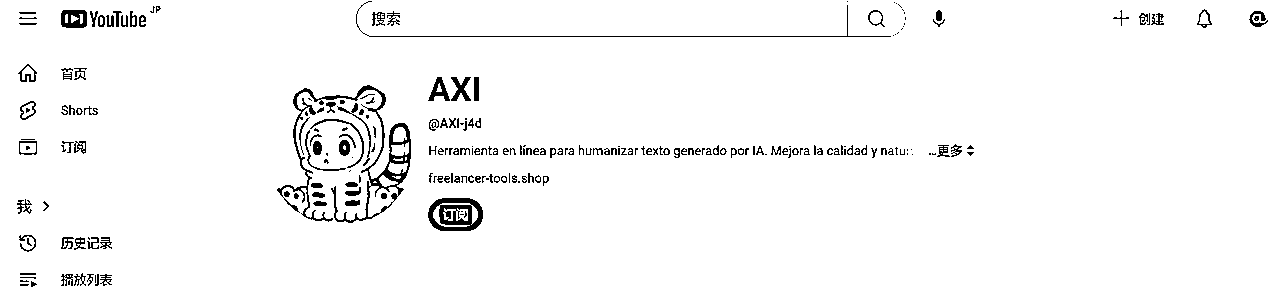 YouTube JP
搜索
创建
首页
Shorts
订阅
我
历史记录
播放列表
AXI
@AXI-j4d
Herramienta en línea para humanizar texto generado por IA. Mejora la calidad y ...更多
freelancer-tools.shop
订阅